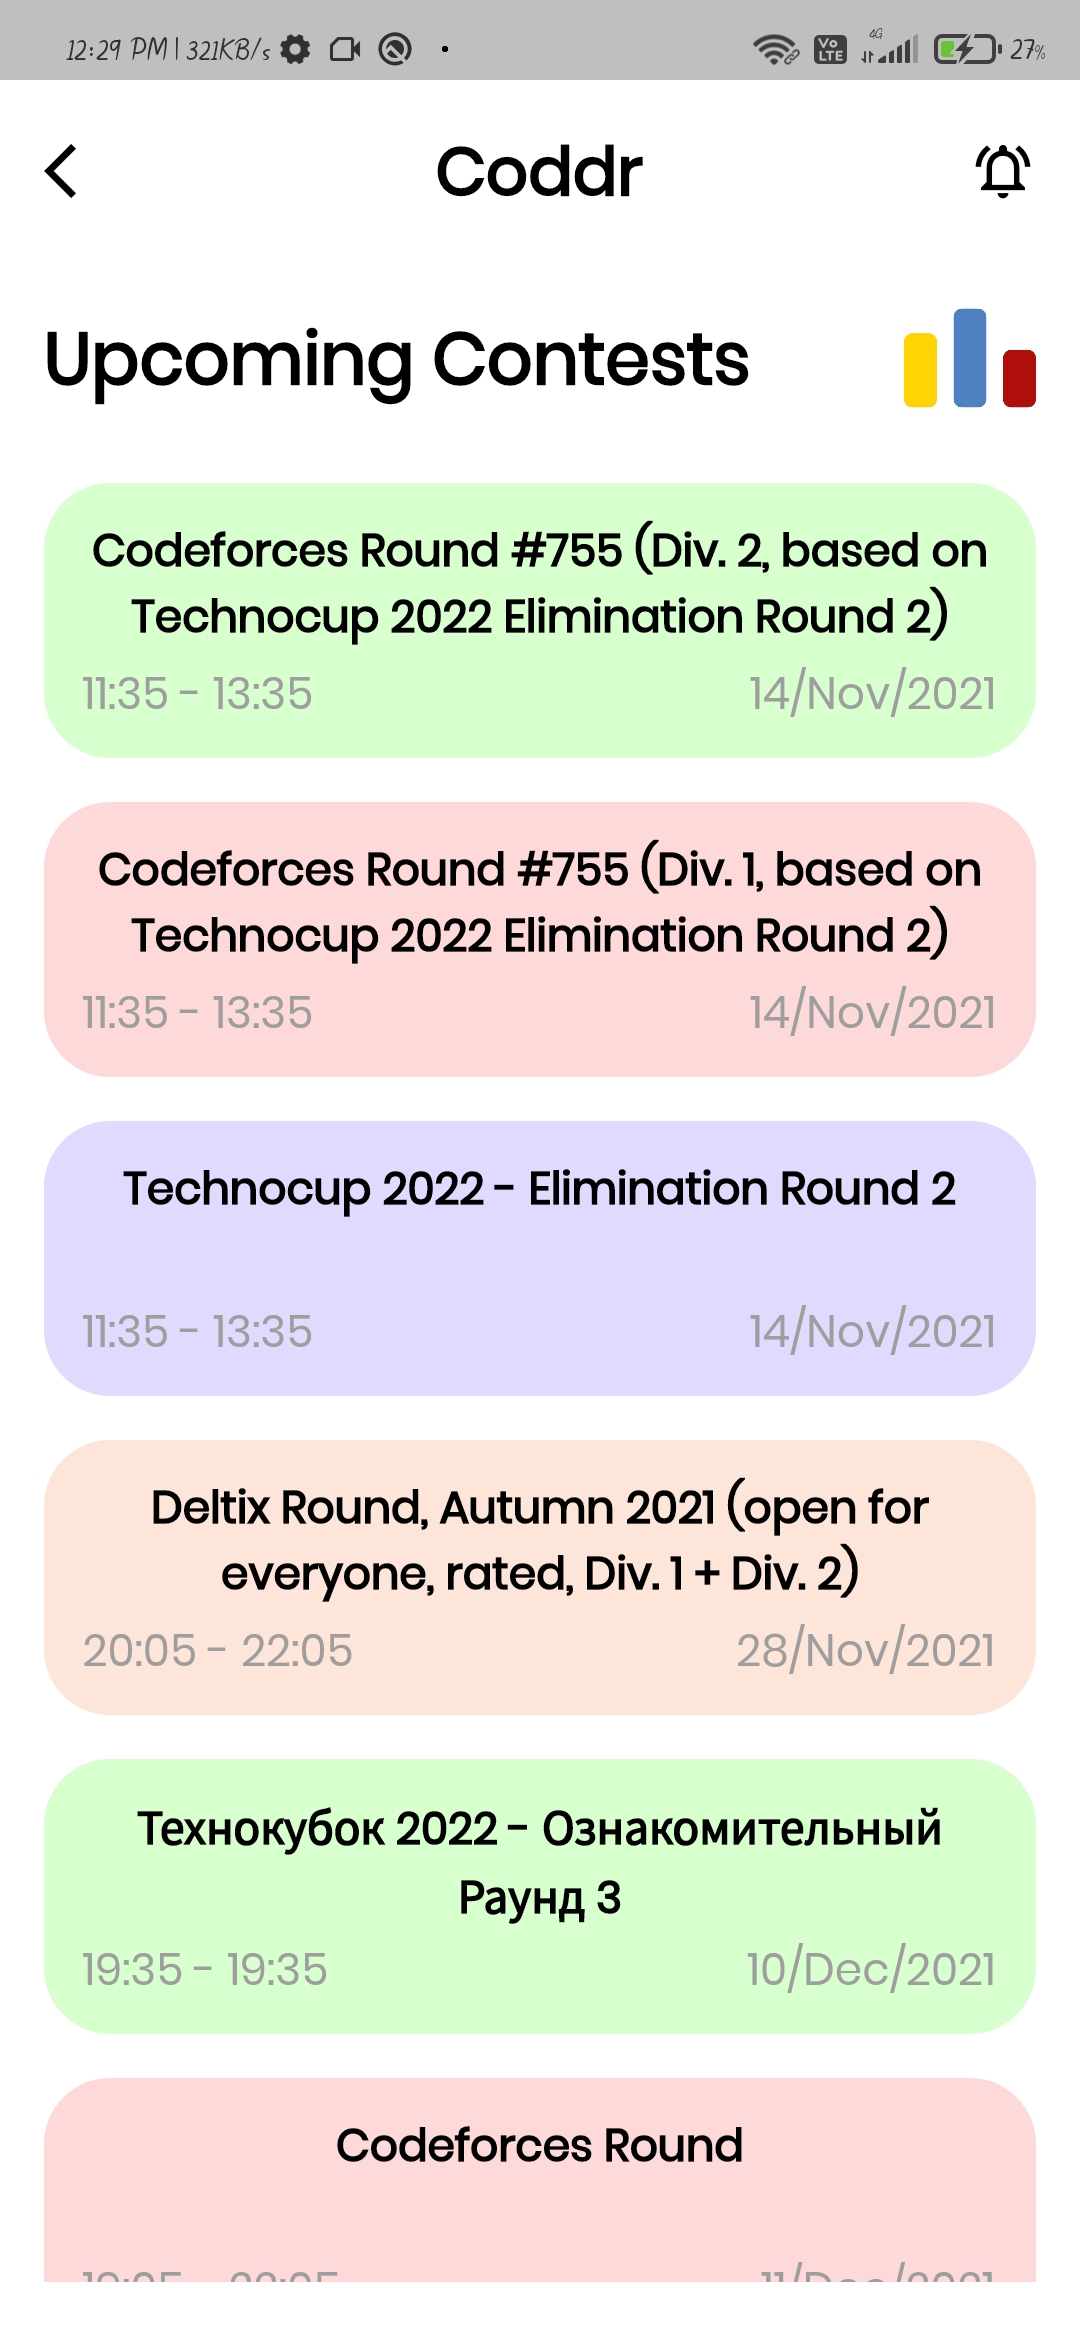 12:29 PM | 321KB/s
Vo LTE
4G
27%
Coddr
Upcoming Contests
Codeforces Round #755 (Div. 2, based on
Technocup 2022 Elimination Round 2)
11:35 - 13:35 14/Nov/2021
Codeforces Round #755 (Div. 1, based on
Technocup 2022 Elimination Round 2)
11:35 - 13:35 14/Nov/2021
Technocup 2022 - Elimination Round 2
11:35 - 13:35 14/Nov/2021
Deltix Round, Autumn 2021 (open for
everyone, rated, Div. 1 + Div. 2)
20:05 - 22:05 28/Nov/2021
Технокубок 2022 - Ознакомительный
Раунд 3
19:35 - 19:35 10/Dec/2021
Codeforces Round
11/Dec/2021